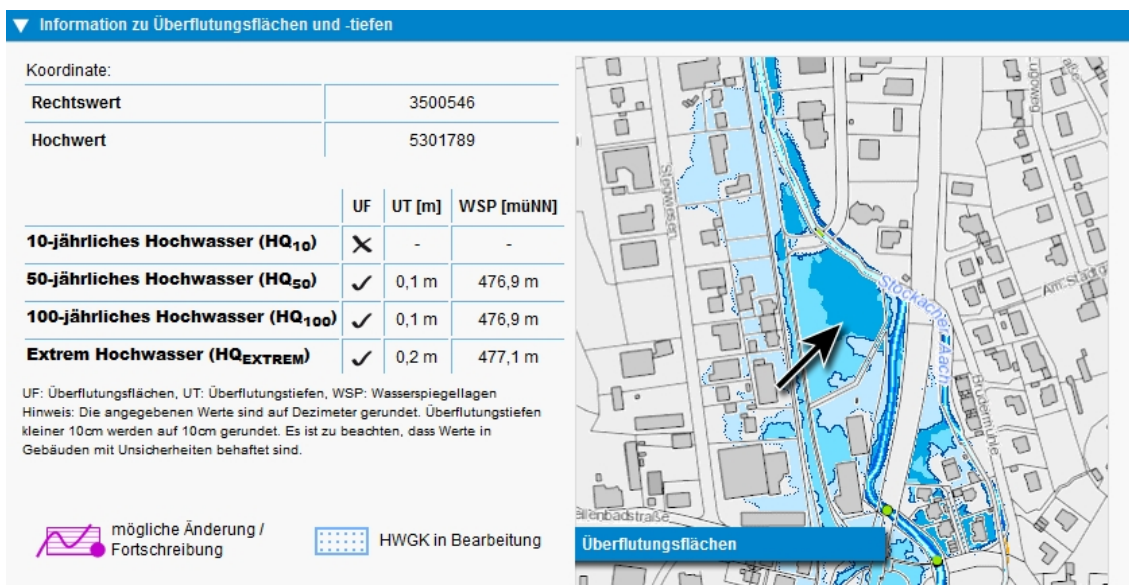 Information zu Überflutungsflächen und -tiefen
Koordinate:
Rechtswert 3500546
Hochwert 5301789
UF UT [m] WSP [müNN]
10-jährliches Hochwasser (HQ10) ✗ - -
50-jährliches Hochwasser (HQ50) ✓ 0,1 m 476,9 m
100-jährliches Hochwasser (HQ100) ✓ 0,1 m 476,9 m
Extrem Hochwasser (HQEXTREM) ✓ 0,2 m 477,1 m
UF: Überflutungsflächen, UT: Überflutungstiefen, WSP: Wasserspiegellagen
Hinweis: Die angegebenen Werte sind auf Dezimeter gerundet. Überflutungstiefen
kleiner 10cm werden auf 10cm gerundet. Es ist zu beachten, dass Werte in
Gebäuden mit Unsicherheiten behaftet sind.
mögliche Änderung /
Fortschreibung
HWGK in Bearbeitung
Stegwiesen
Stockacher Aach
Am
Brudermühle
Überflutungsflächen